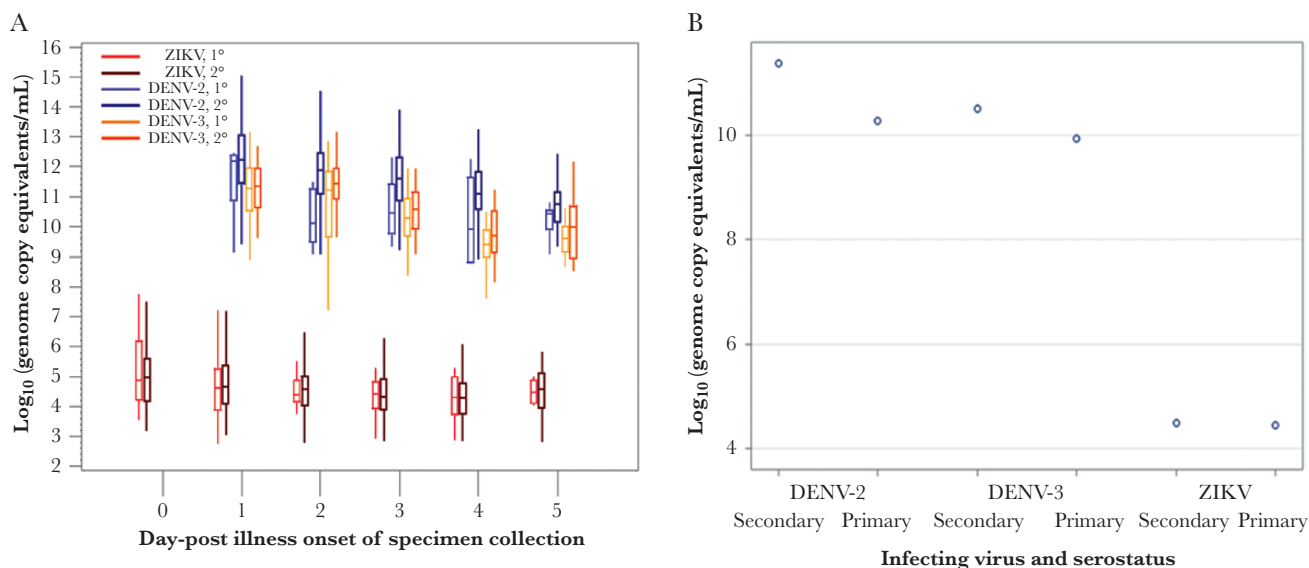 A
Log10 (genome copy equivalents/mL)
16
15
14
13
12
11
10
9
8
7
6
5
4
3
2
ZIKV, 1°
ZIKV, 2°
DENV-2, 1°
DENV-2, 2°
DENV-3, 1°
DENV-3, 2°
0 1 2 3 4 5
Day-post illness onset of specimen collection
B
Log10 (genome copy equivalents/mL)
10
8
6
4
DENV-2 DENV-3 ZIKV
Secondary Primary Secondary Primary Secondary Primary
Infecting virus and serostatus